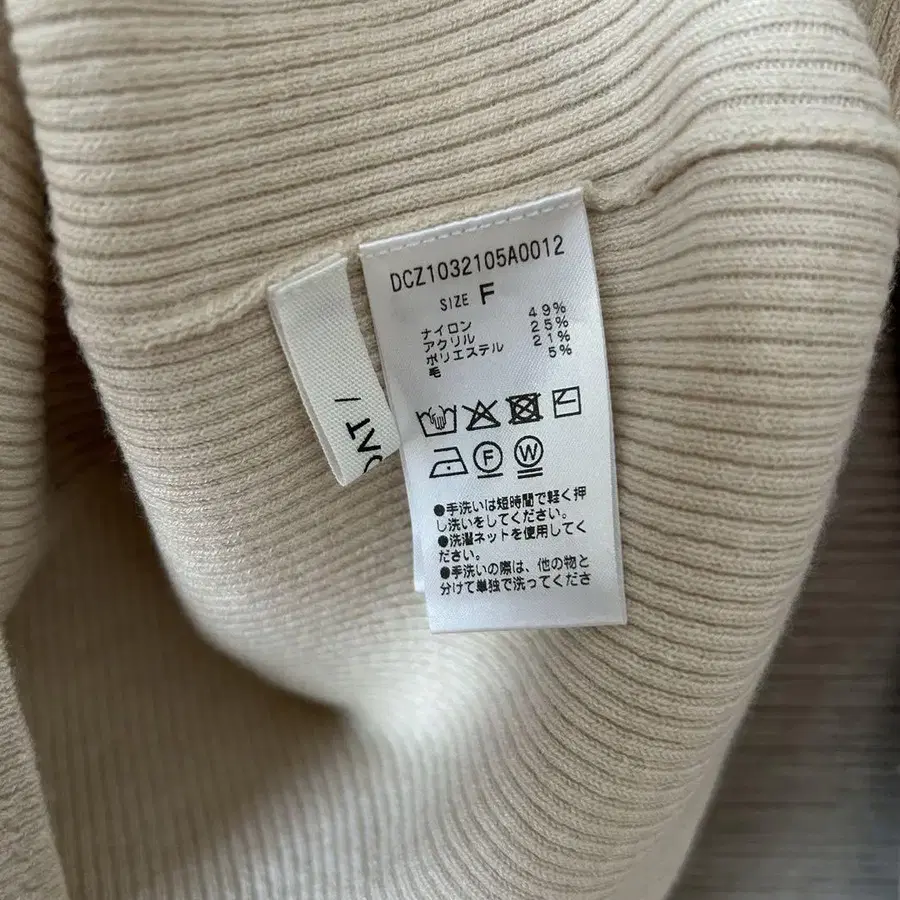 DCZ1032105A0012
SIZE F
ナイロン 49%
アクリル 25%
ポリエステル 21%
毛 5%
F W
●手洗いは短時間で軽く押
し洗いをしてください。
●洗濯ネットを使用してく
ださい。
●手洗いの際は、他の物と
分けて単独で洗ってくださ